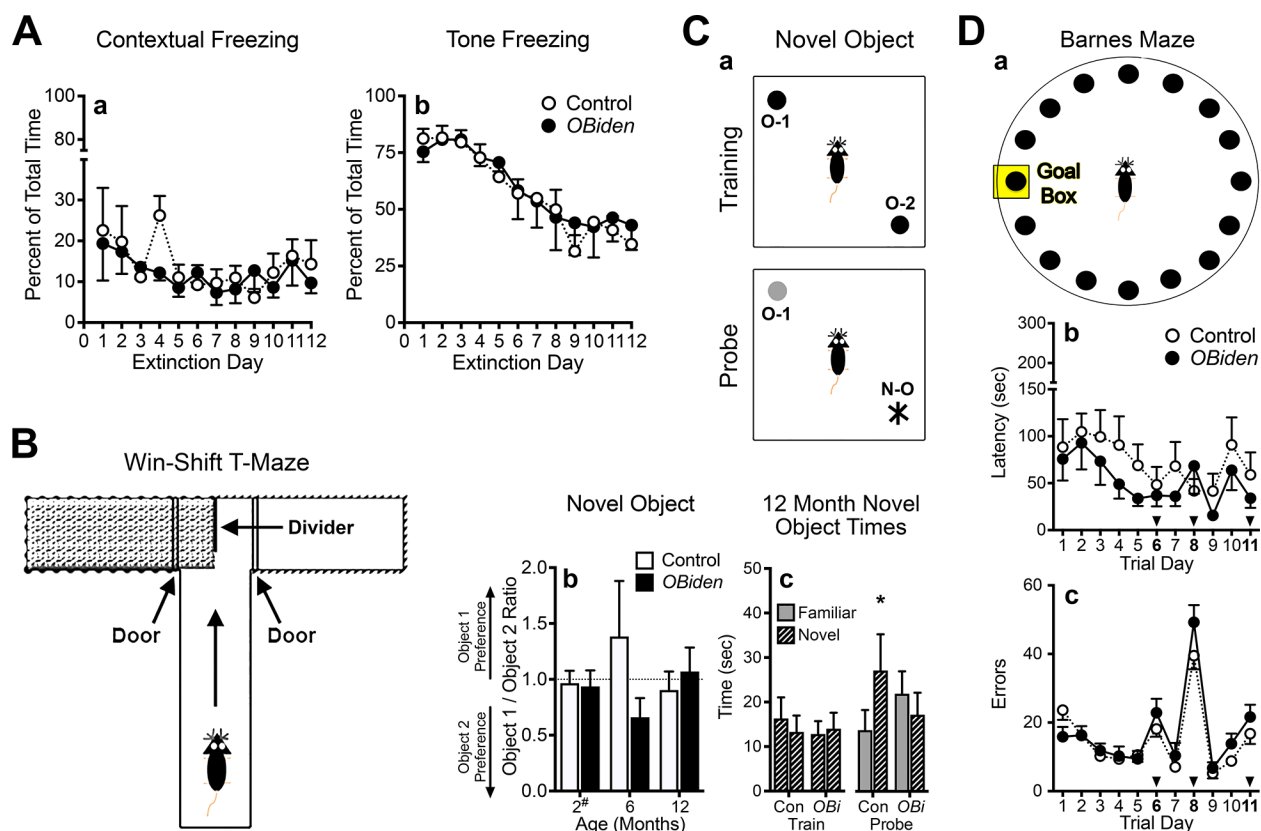 A
Contextual Freezing
a
Percent of Total Time
100
80
30
20
10
0
0 1 2 3 4 5 6 7 8 9 10 11 12
Extinction Day
Tone Freezing
b
Control
OBiden
Percent of Total Time
100
75
50
25
0
0 1 2 3 4 5 6 7 8 9 10 11 12
Extinction Day
B
Win-Shift T-Maze
Divider
Door
Door
C
Novel Object
a
Training
O-1
O-2
Probe
O-1
N-O
Novel Object
b
Control
OBiden
Object 1 Preference
Object 2 Preference
Object 1 / Object 2 Ratio
2.0
1.5
1.0
0.5
0.0
2# 6 12
Age (Months)
12 Month Novel
Object Times
c
Familiar
Novel
*
Time (sec)
50
40
30
20
10
0
Con OBi Con OBi
Train Probe
D
Barnes Maze
a
Goal
Box
b
Control
OBiden
Latency (sec)
300
200
150
100
50
0
1 2 3 4 5 6 7 8 9 10 11
Trial Day
c
Errors
60
40
20
0
1 2 3 4 5 6 7 8 9 10 11
Trial Day